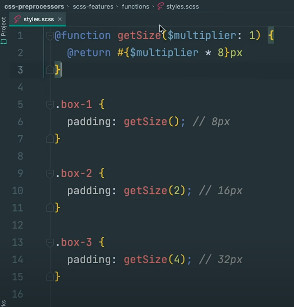 css-preprocessors > scss-features > functions > styles.scss
styles.scss ×
Project
1 @function getSize($multiplier: 1) {
2 @return #{$multiplier * 8}px
3 }
4
5 .box-1 {
6 padding: getSize(); // 8px
7 }
8
9 .box-2 {
10 padding: getSize(2); // 16px
11 }
12
13 .box-3 {
14 padding: getSize(4); // 32px
15 }
16